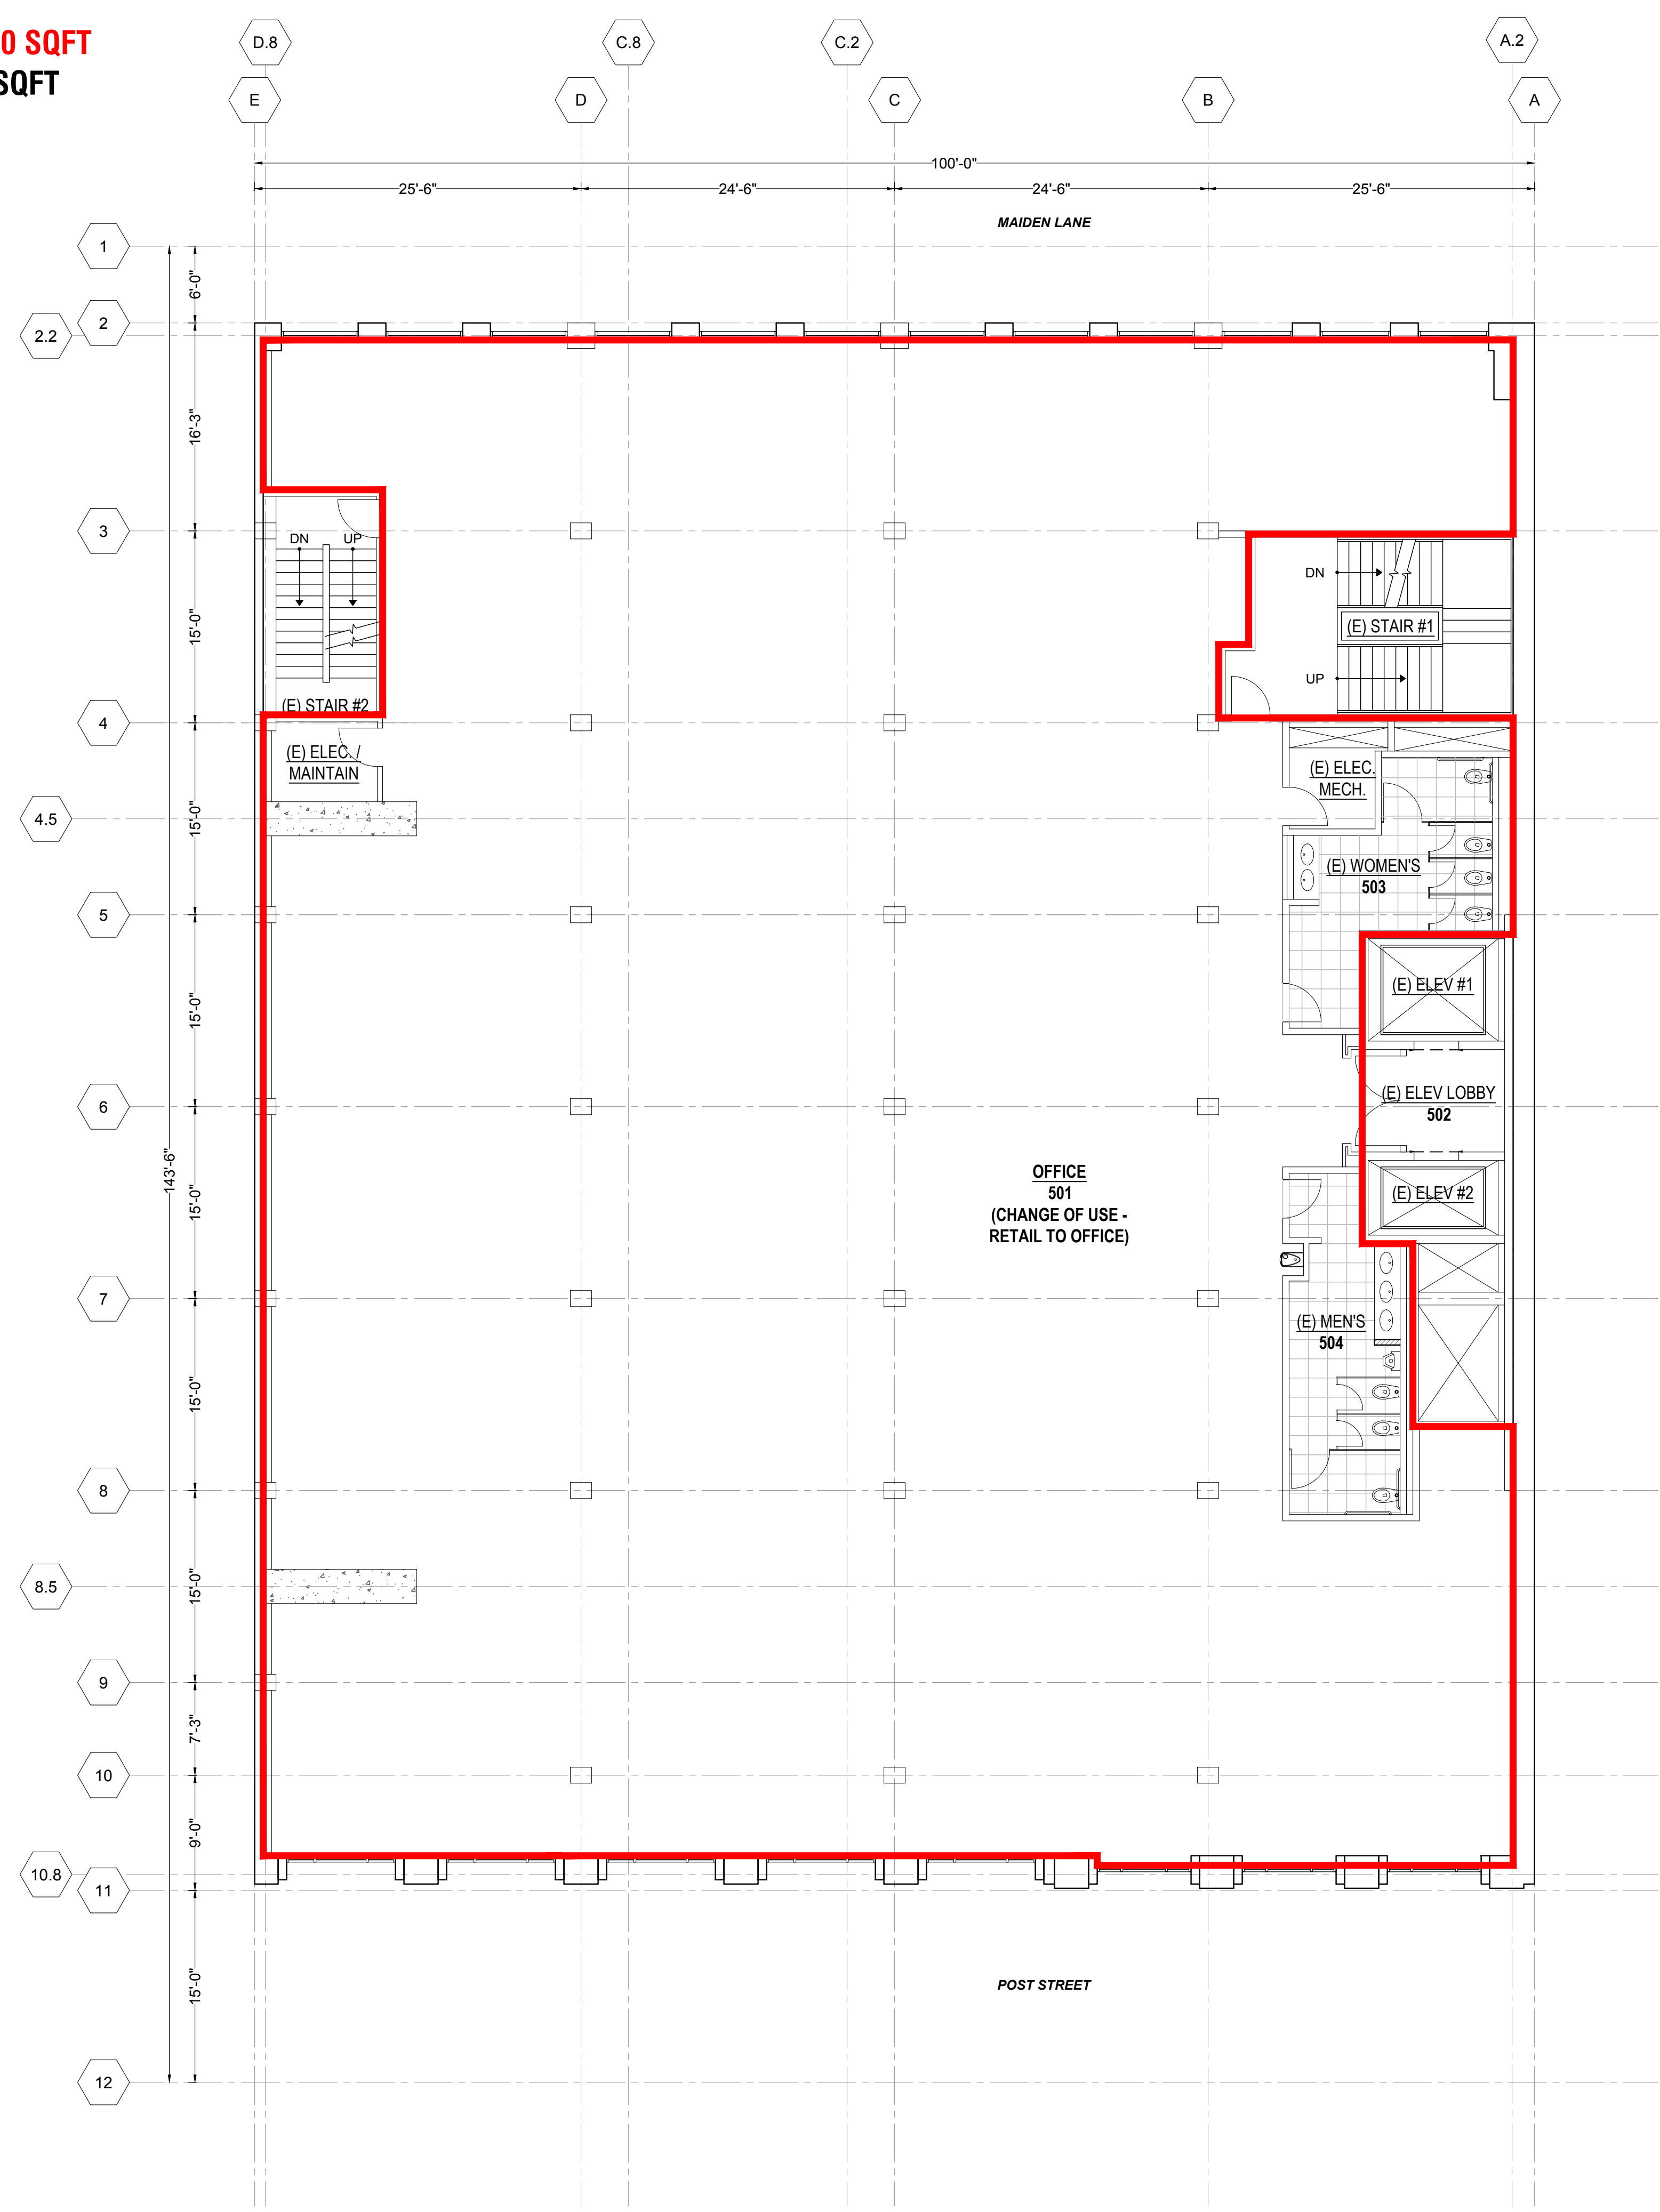 0 SQFT
SQFT
D.8
C.8
C.2
A.2
E
D
C
B
A
100'-0"
25'-6"
24'-6"
24'-6"
25'-6"
MAIDEN LANE
1
6'-0"
2
2.2
16'-3"
3
DN
UP
DN
15'-0"
(E) STAIR #1
UP
(E) STAIR #2
4
(E) ELEC. /
MAINTAIN
(E) ELEC.
MECH.
4.5
15'-0"
(E) WOMEN'S
503
5
(E) ELEV #1
15'-0"
6
(E) ELEV LOBBY
502
143'-6"
OFFICE
501
(CHANGE OF USE -
RETAIL TO OFFICE)
(E) ELEV #2
15'-0"
7
(E) MEN'S
504
15'-0"
8
8.5
15'-0"
9
7'-3"
10
9'-0"
10.8
11
15'-0"
POST STREET
12